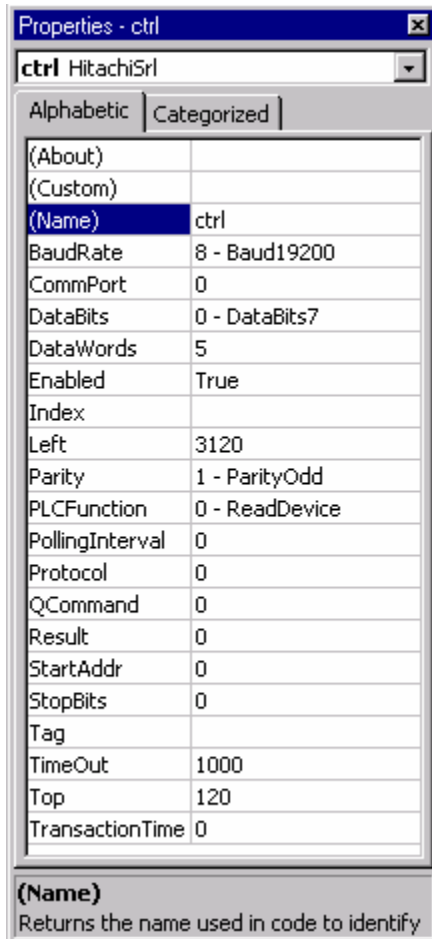 Properties - ctrl
ctrl HitachiSrl
Alphabetic Categorized
(About)
(Custom)
(Name) ctrl
BaudRate 8 - Baud19200
CommPort 0
DataBits 0 - DataBits7
DataWords 5
Enabled True
Index
Left 3120
Parity 1 - ParityOdd
PLCFunction 0 - ReadDevice
PollingInterval 0
Protocol 0
QCommand 0
Result 0
StartAddr 0
StopBits 0
Tag
TimeOut 1000
Top 120
TransactionTime 0
(Name)
Returns the name used in code to identify